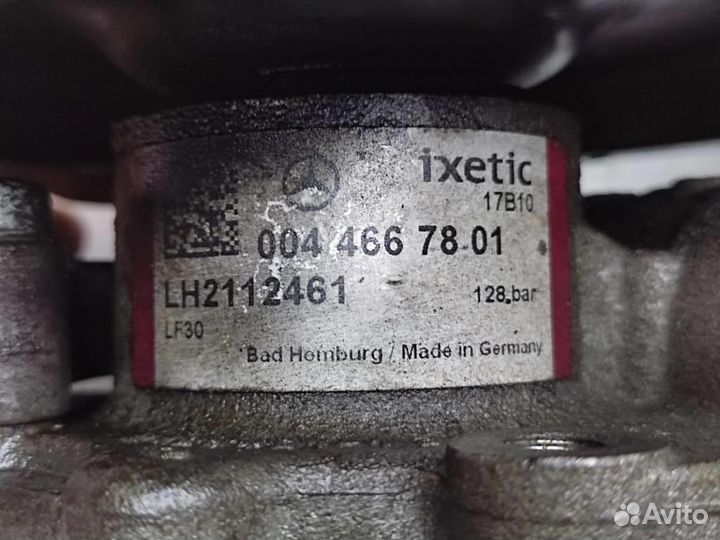 ixetic
17B10
004 466 78 01
LH2112461 128.bar
LF30
Bad Homburg / Made in Germany
Avito